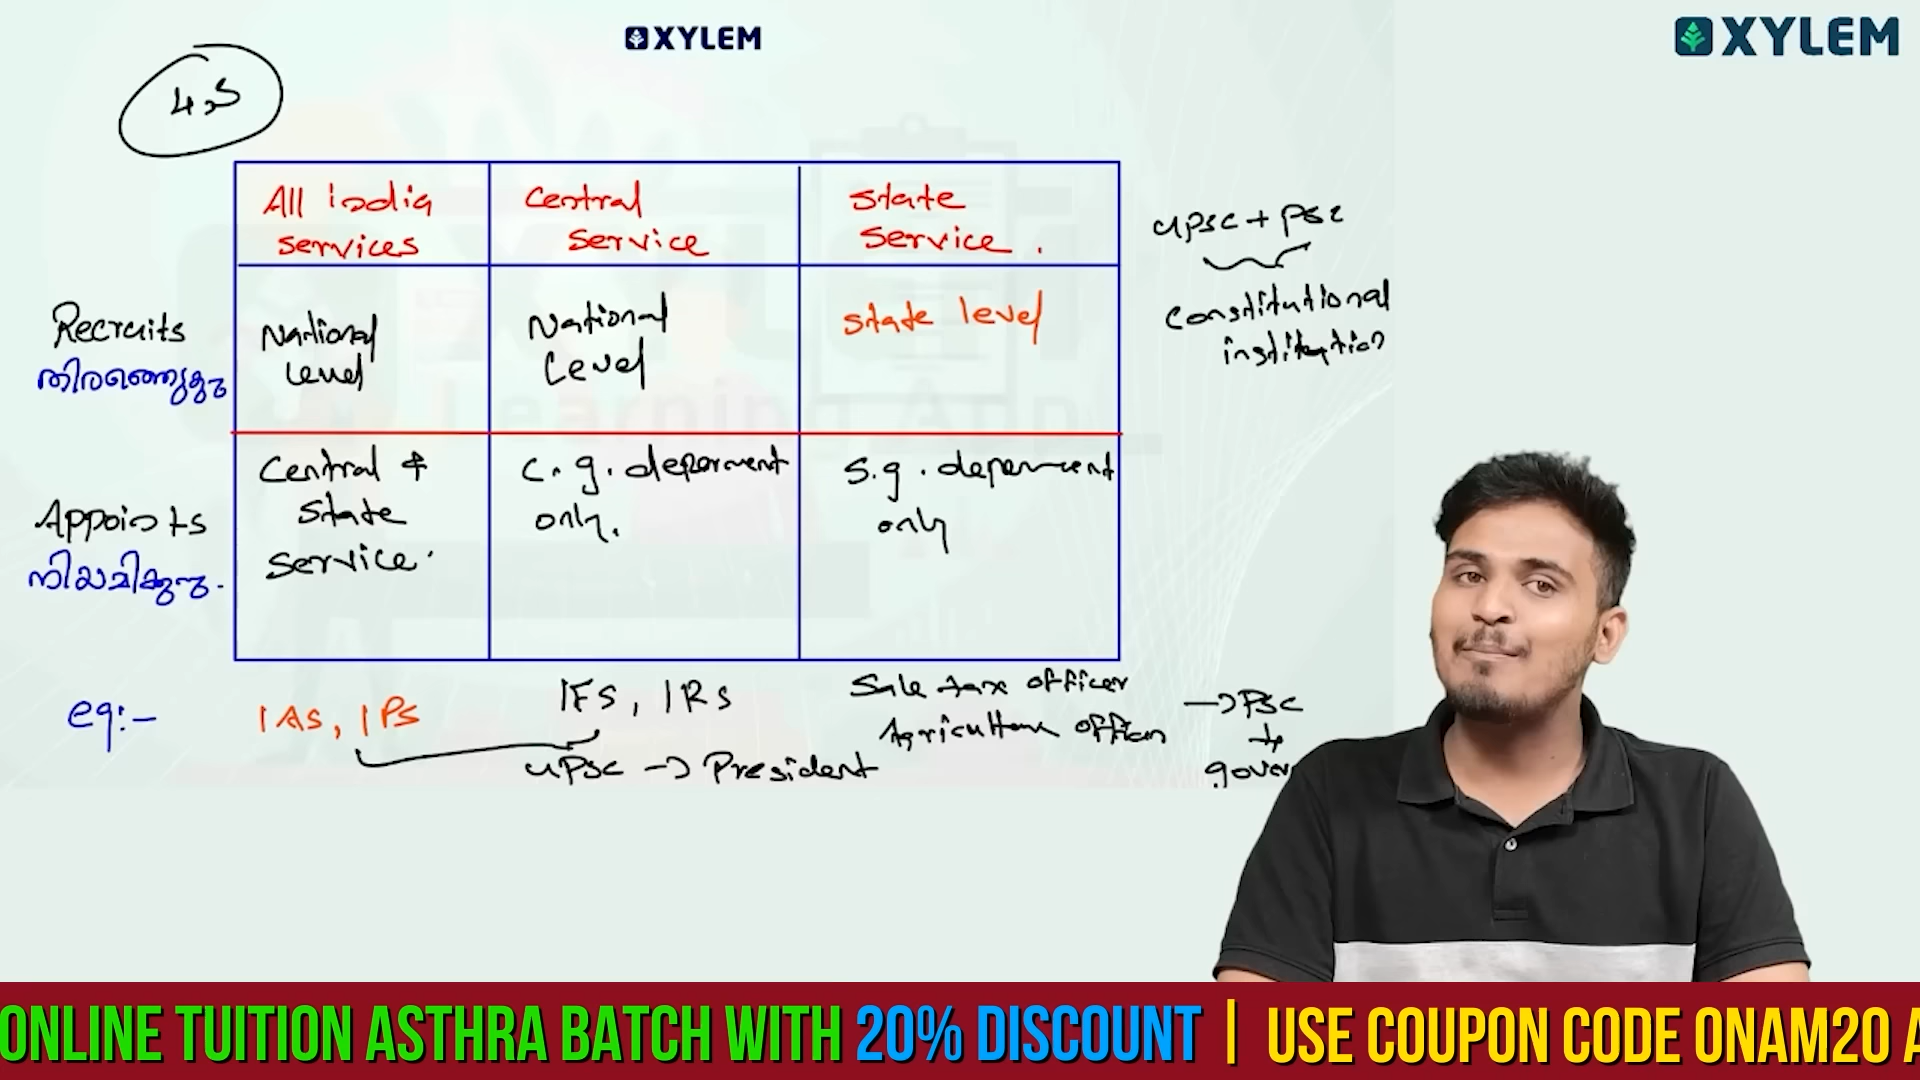 XYLEM
XYLEM
4 S
All India services
Central Service
State Service.
UPSC + PSC
Constitutional institution
Recruits
National Level
National Level
State level
Appoints
Central & State Service.
C. g. deparment only.
S. g. deparment only
നിയമിക്കുന്നു.
eg:-
IAS, IPS
IFS, IRS
Sale tax officer
Agriculture officer
→ PSC
UPSC → President
ONLINE TUITION ASTHRA BATCH WITH 20% DISCOUNT | USE COUPON CODE ONAM20 A